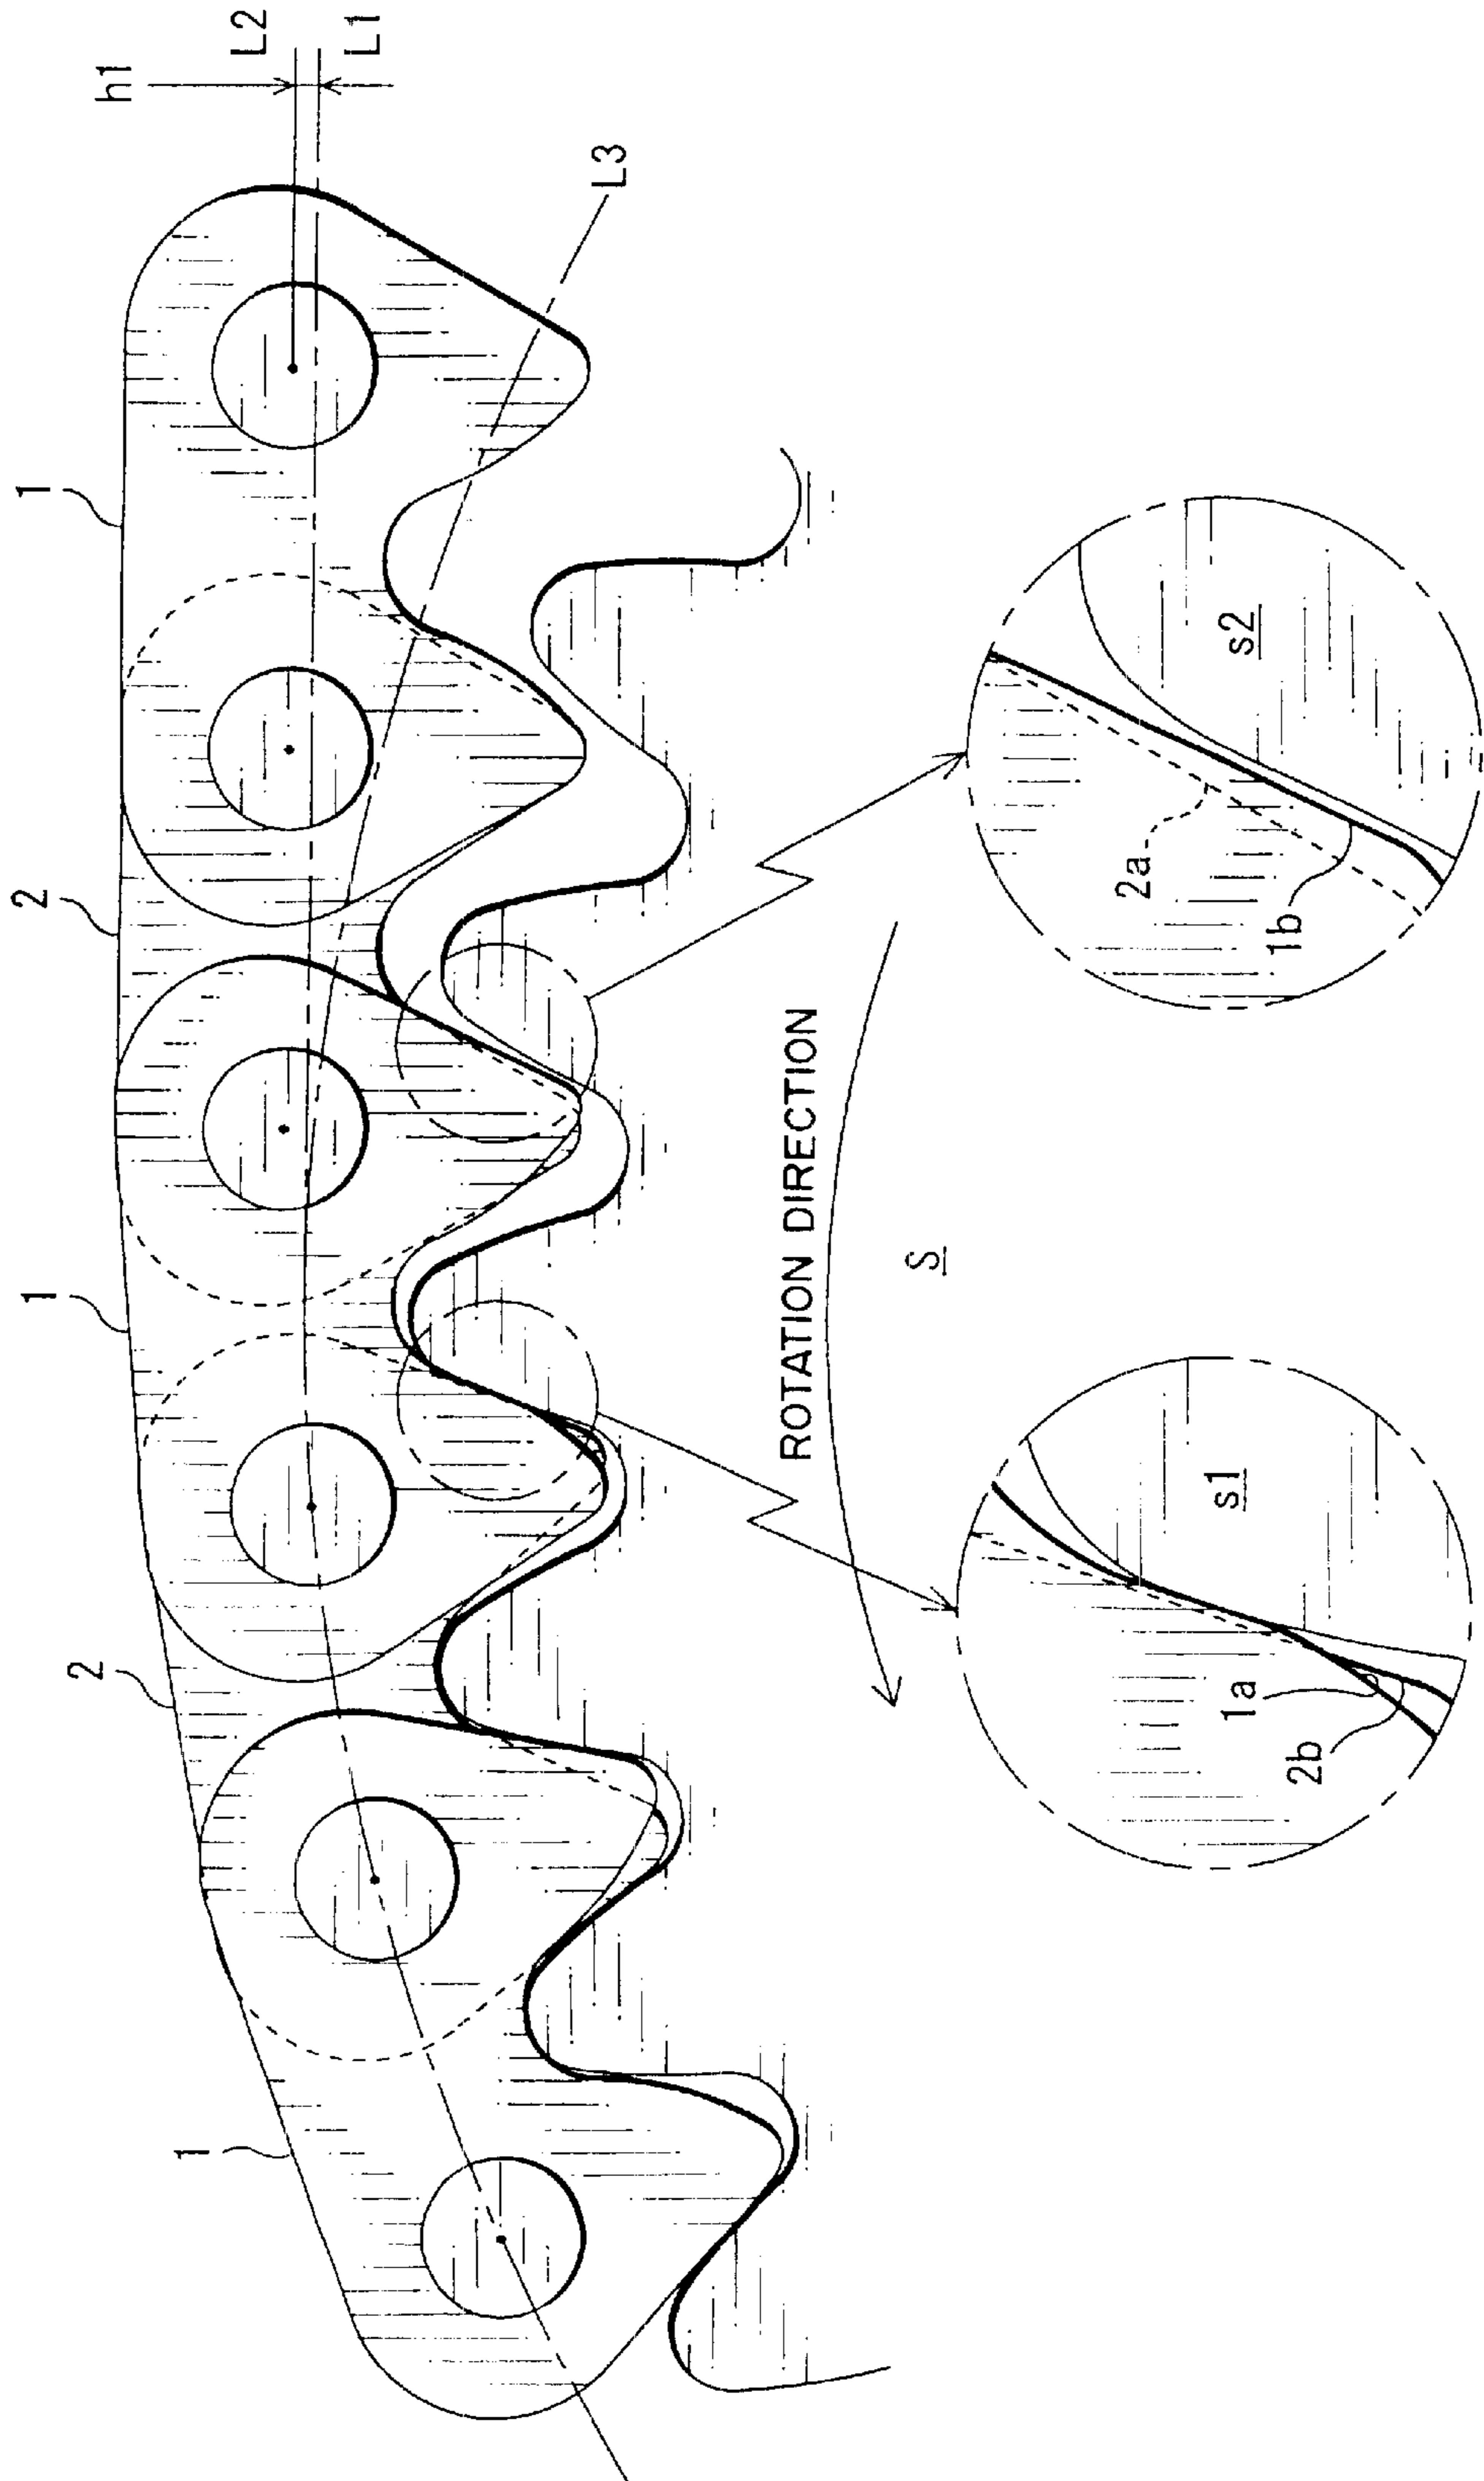 1
2
1
2
1
h1
L2
L1
L3
ROTATION DIRECTION
S
1a
2b
s1
2a
1b
s2